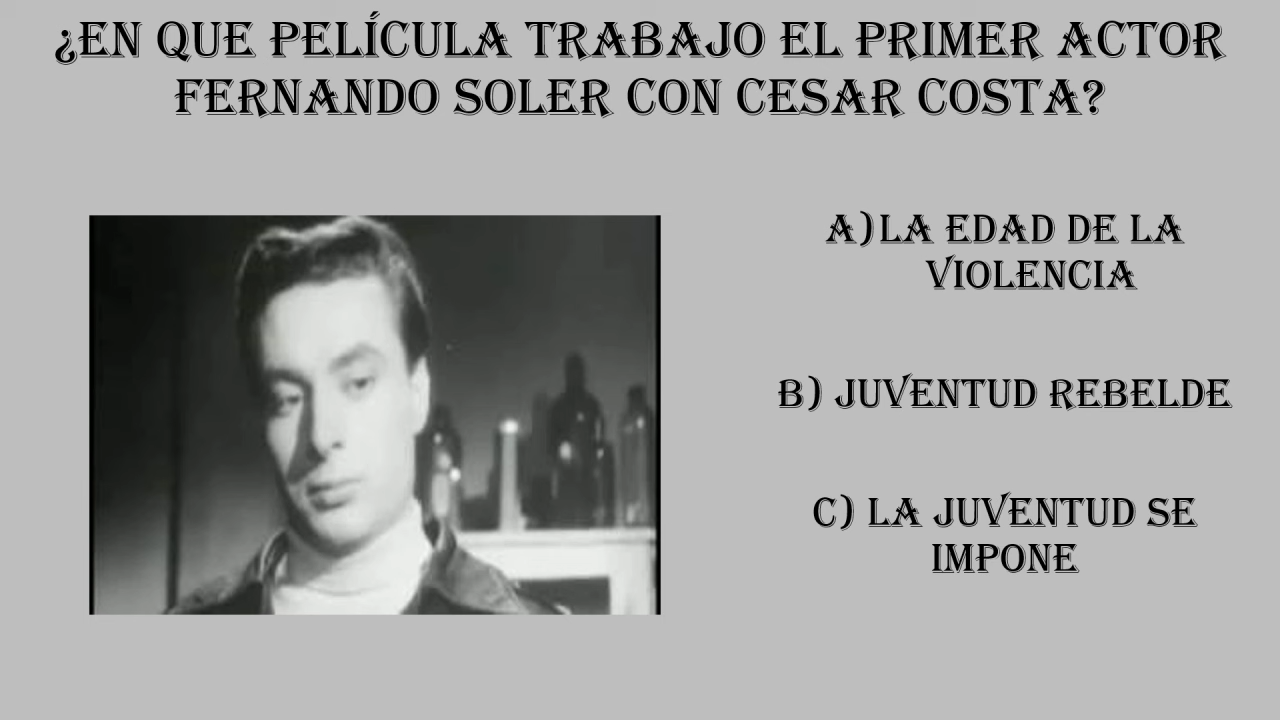 ¿EN QUE PELÍCULA TRABAJO EL PRIMER ACTOR
FERNANDO SOLER CON CESAR COSTA?
A) LA EDAD DE LA
VIOLENCIA
B) JUVENTUD REBELDE
C) LA JUVENTUD SE
IMPONE